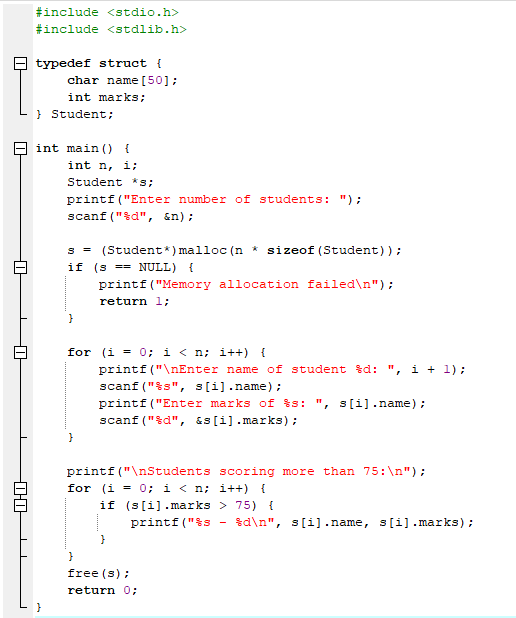 #include <stdio.h>
#include <stdlib.h>
typedef struct {
char name[50];
int marks;
} Student;
int main() {
int n, i;
Student *s;
printf("Enter number of students: ");
scanf("%d", &n);
s = (Student*)malloc(n * sizeof(Student));
if (s == NULL) {
printf("Memory allocation failed\n");
return 1;
}
for (i = 0; i < n; i++) {
printf("\nEnter name of student %d: ", i + 1);
scanf("%s", s[i].name);
printf("Enter marks of %s: ", s[i].name);
scanf("%d", &s[i].marks);
}
printf("\nStudents scoring more than 75:\n");
for (i = 0; i < n; i++) {
if (s[i].marks > 75) {
printf("%s - %d\n", s[i].name, s[i].marks);
}
}
free(s);
return 0;
}